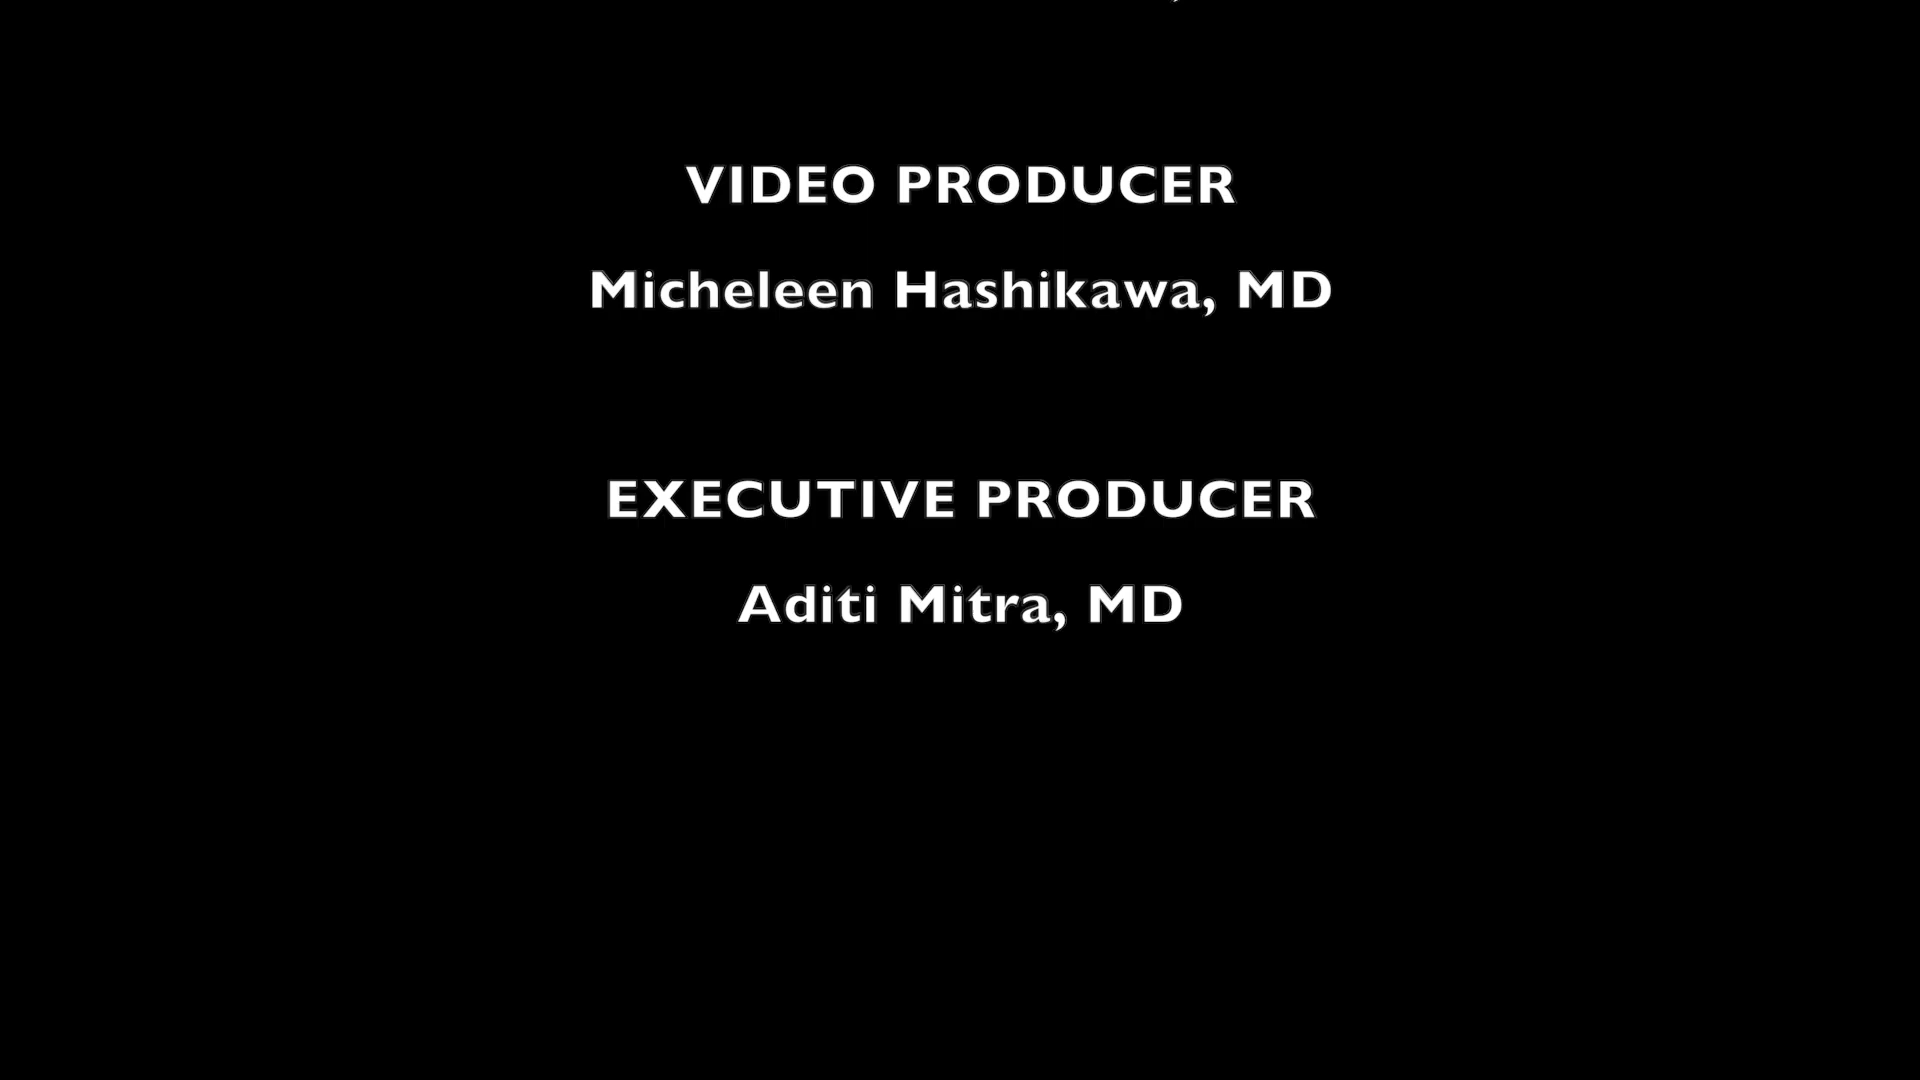 VIDEO PRODUCER
Micheleen Hashikawa, MD
EXECUTIVE PRODUCER
Aditi Mitra, MD